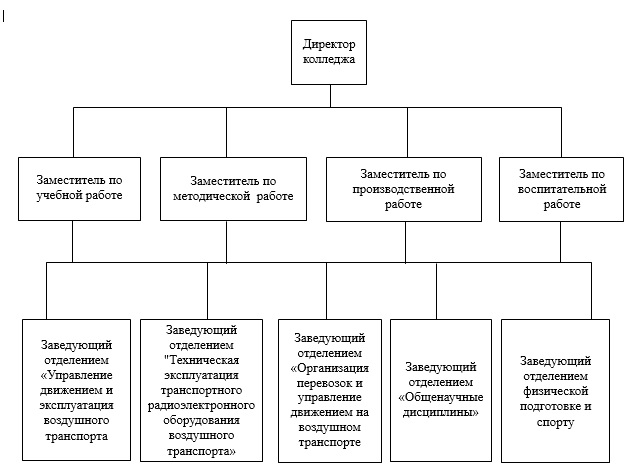 Директор
колледжа
Заместитель по
учебной работе
Заместитель по
методической работе
Заместитель по
производственной
работе
Заместитель по
воспитательной
работе
Заведующий
отделением
«Управление
движением и
эксплуатация
воздушного
транспорта
Заведующий
отделением
"Техническая
эксплуатация
транспортного
радиоэлектронного
оборудования
воздушного
транспорта»
Заведующий
отделением
«Организация
перевозок и
управление
движением на
воздушном
транспорте
Заведующий
отделением
«Общенаучные
дисциплины»
Заведующий
отделением
физической
подготовке и
спорту